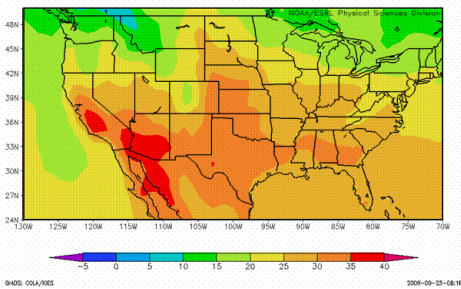 NOAA/ESRL Physical Sciences Division
48N
45N
42N
39N
36N
33N
30N
27N
24N
130W 125W 120W 115W 110W 105W 100W 95W 90W 85W 80W 75W 70W
-5 0 5 10 15 20 25 30 35 40
GrADS: COLA/IGES
2008-09-25-08:16